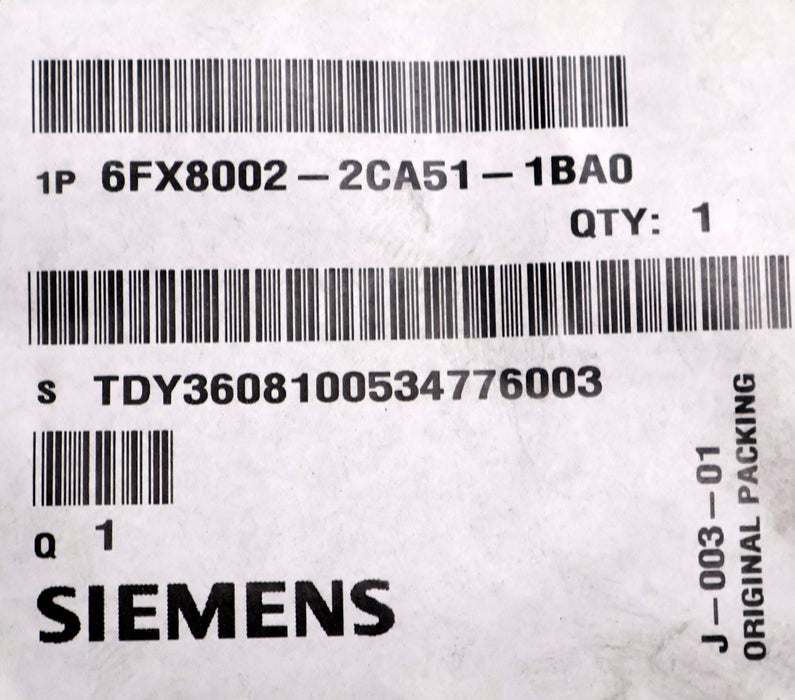 1P 6FX8002-2CA51-1BA0
QTY: 1
S TDY3608100534776003
Q 1
SIEMENS
J-003-01
ORIGINAL PACKING